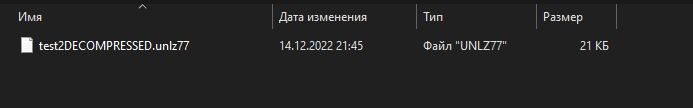 Имя Дата изменения Тип Размер
test2DECOMPRESSED.unlz77 14.12.2022 21:45 Файл "UNLZ77" 21 КБ